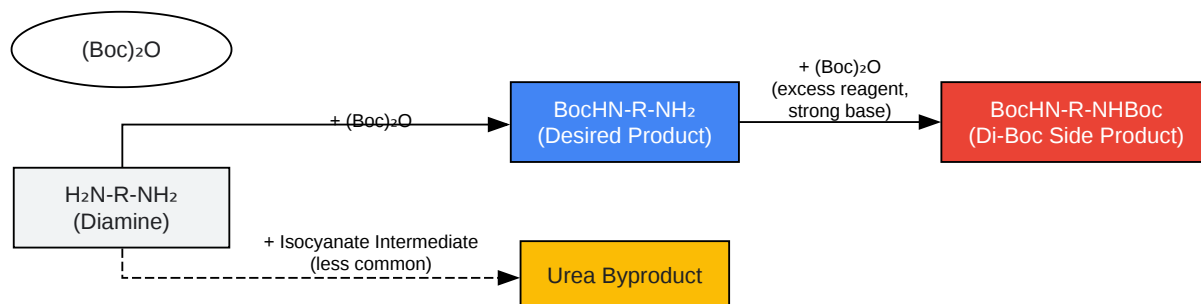 (Boc)₂O
+ (Boc)₂O
(excess reagent,
strong base)
+ (Boc)₂O
BocHN-R-NH₂
(Desired Product)
BocHN-R-NHBoc
(Di-Boc Side Product)
H₂N-R-NH₂
(Diamine)
+ Isocyanate Intermediate
(less common)
Urea Byproduct